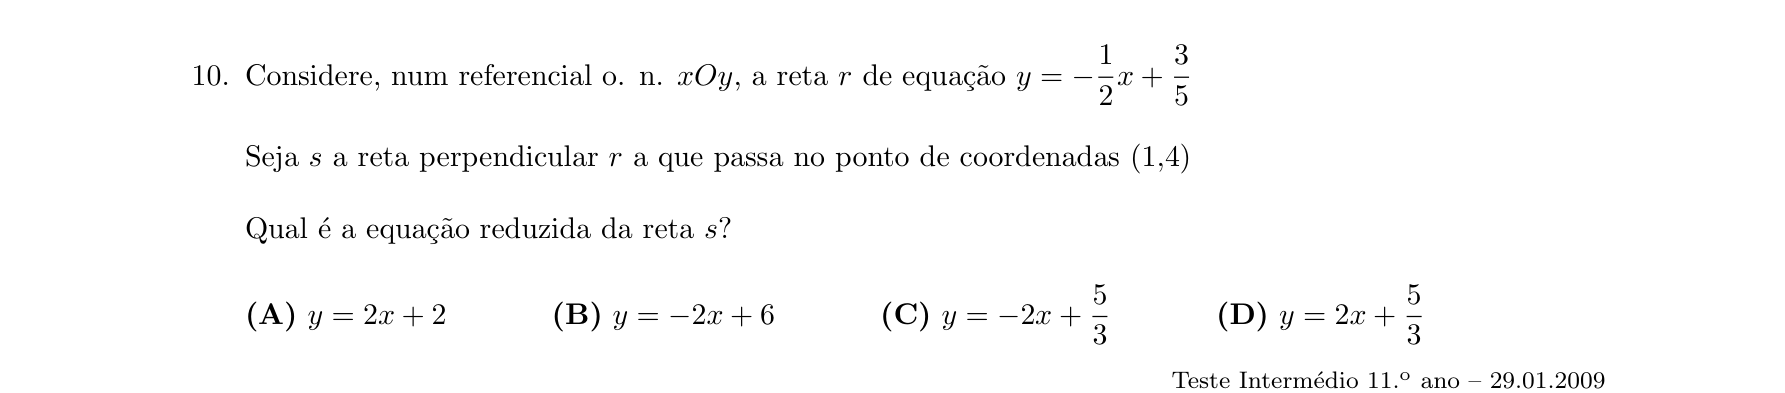 10. Considere, num referencial o. n. xOy, a reta r de equação y = −\frac{1}{2}x + \frac{3}{5}
Seja s a reta perpendicular r a que passa no ponto de coordenadas (1,4)
Qual é a equação reduzida da reta s?
(A) y = 2x + 2 (B) y = −2x + 6 (C) y = −2x + \frac{5}{3} (D) y = 2x + \frac{5}{3}
Teste Intermédio 11.º ano – 29.01.2009